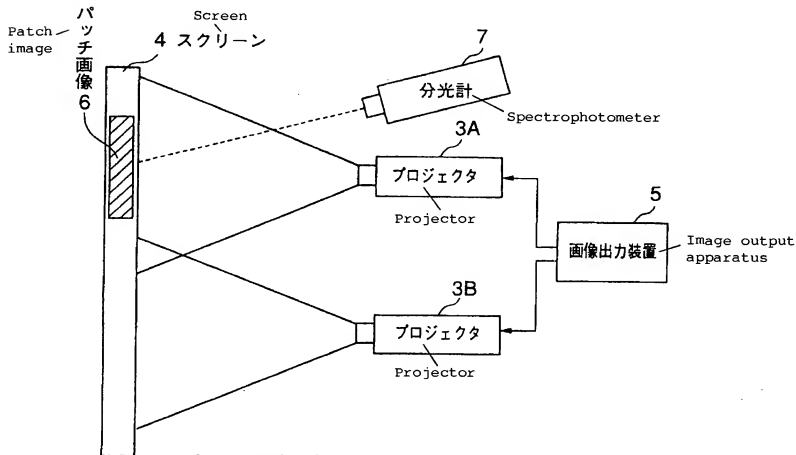 Patch
image
パッチ画像
6
4
Screen
スクリーン
7
分光計
Spectrophotometer
3A
プロジェクタ
Projector
5
画像出力装置
Image output
apparatus
3B
プロジェクタ
Projector